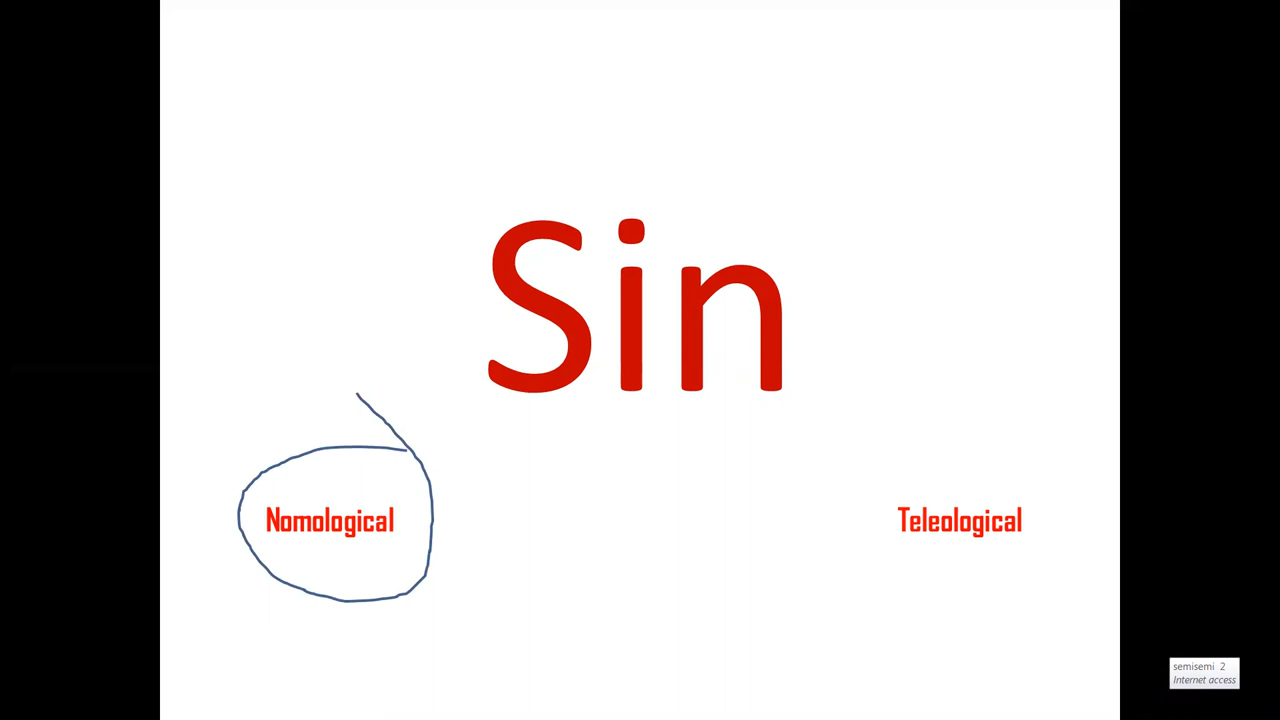 Sin
Nomological
Teleological
semisemi 2
Internet access